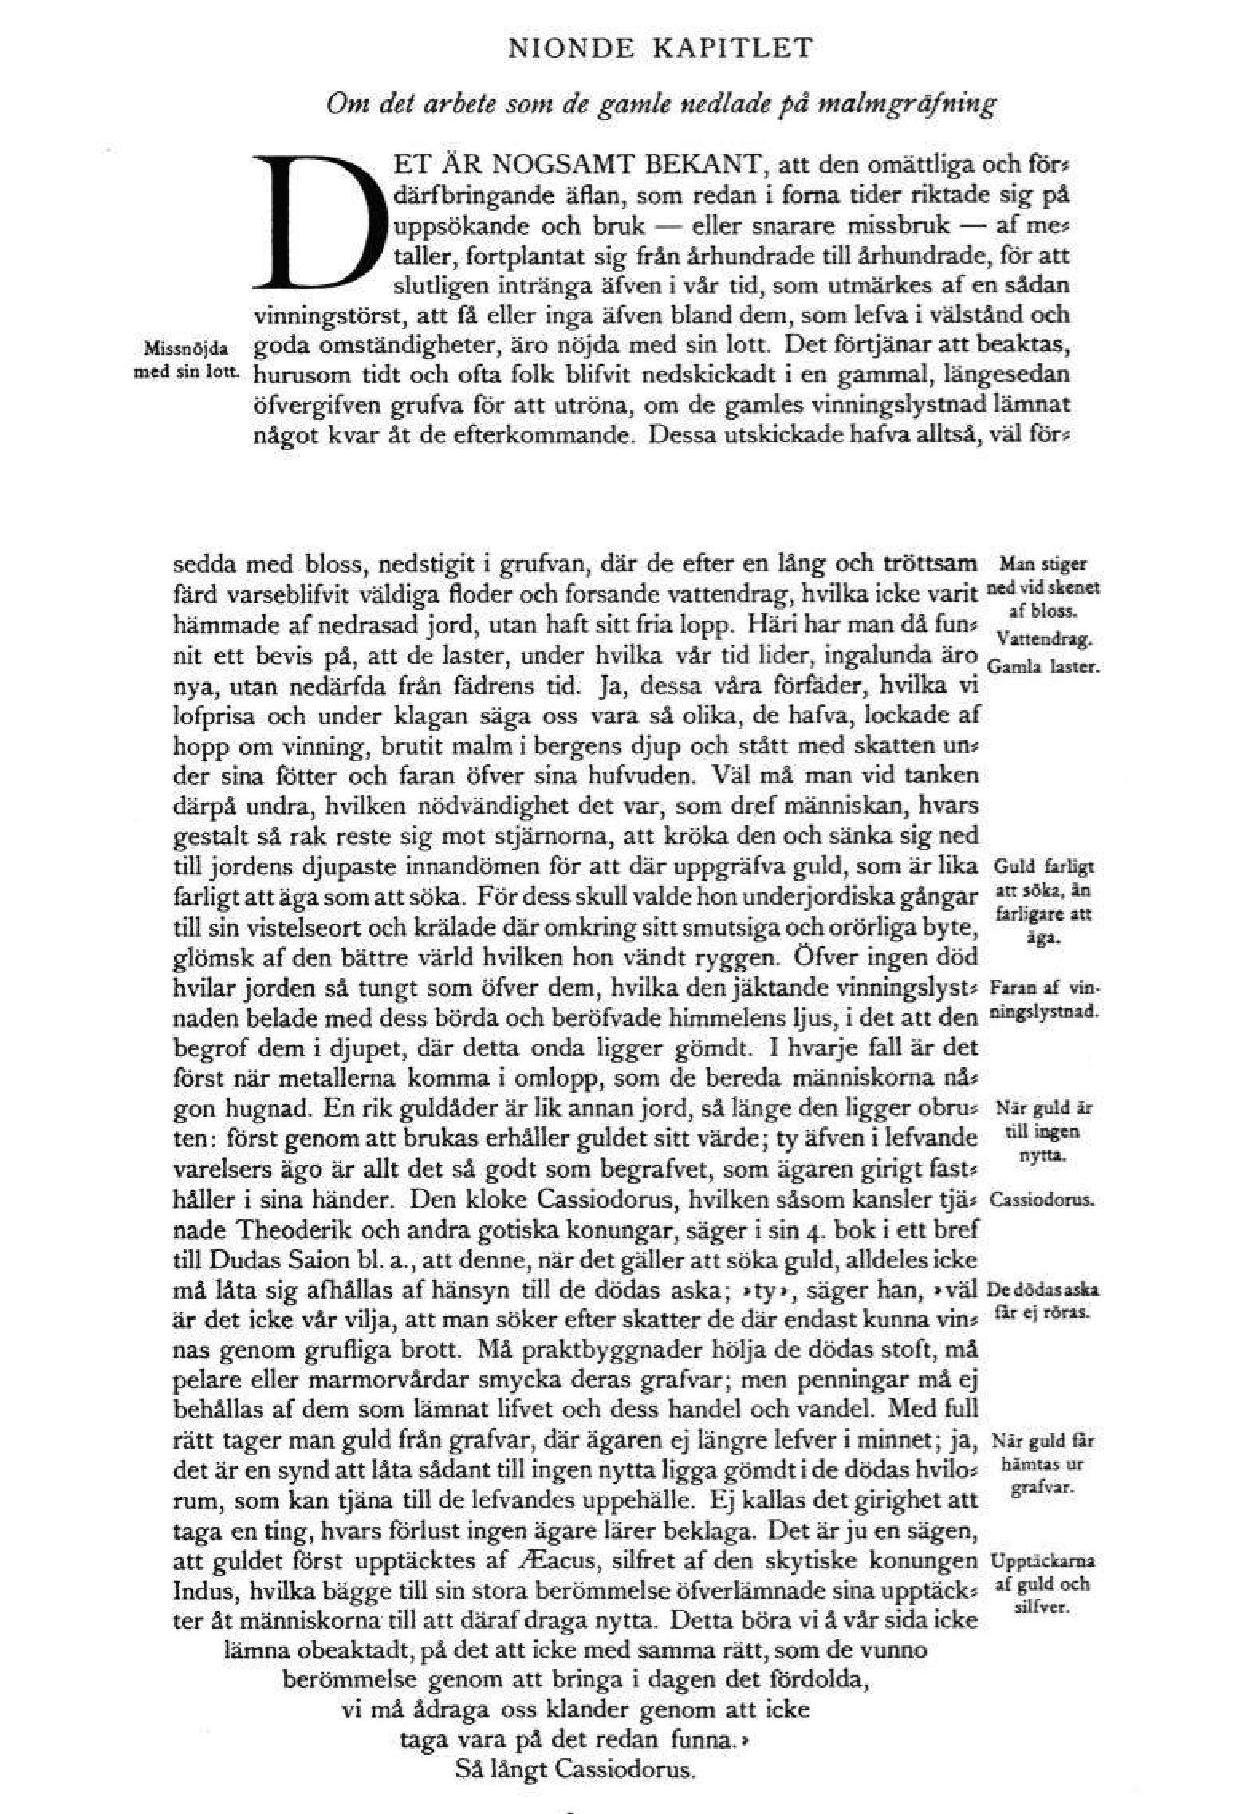 NIONDE KAPITLET
Om det arbete som de gamle nedlade på malmgräfning
DET ÄR NOGSAMT BEKANT, att den omättliga och för⸗
därfbringande äflan, som redan i forna tider riktade sig på
uppsökande och bruk — eller snarare missbruk — af me⸗
taller, fortplantat sig från århundrade till århundrade, för att
slutligen intränga äfven i vår tid, som utmärkes af en sådan
vinningstörst, att få eller inga äfven bland dem, som lefva i välstånd och
Missnöjda
goda omständigheter, äro nöjda med sin lott. Det förtjänar att beaktas,
med sin lott.
hurusom tidt och ofta folk blifvit nedskickadt i en gammal, längesedan
öfvergifven grufva för att utröna, om de gamles vinningslystnad lämnat
något kvar åt de efterkommande. Dessa utskickade hafva alltså, väl för⸗
sedda med bloss, nedstigit i grufvan, där de efter en lång och tröttsam
Man stiger
färd varseblifvit väldiga floder och forsande vattendrag, hvilka icke varit
ned vid skenet
af bloss.
hämmade af nedrasad jord, utan haft sitt fria lopp. Häri har man då fun⸗
Vattendrag.
nit ett bevis på, att de laster, under hvilka vår tid lider, ingalunda äro
Gamla laster.
nya, utan nedärfda från fädrens tid. Ja, dessa våra förfäder, hvilka vi
lofprisa och under klagan säga oss vara så olika, de hafva, lockade af
hopp om vinning, brutit malm i bergens djup och stått med skatten un⸗
der sina fötter och faran öfver sina hufvuden. Väl må man vid tanken
därpå undra, hvilken nödvändighet det var, som dref människan, hvars
gestalt så rak reste sig mot stjärnorna, att kröka den och sänka sig ned
till jordens djupaste innandömen för att där uppgräfva guld, som är lika
Guld farligt
farligt att äga som att söka. För dess skull valde hon underjordiska gångar
att söka, än
till sin vistelseort och krälade där omkring sitt smutsiga och orörliga byte,
farligare att
äga.
glömsk af den bättre värld hvilken hon vändt ryggen. Öfver ingen död
hvilar jorden så tungt som öfver dem, hvilka den jäktande vinningslyst⸗
Faran af vin-
naden belade med dess börda och beröfvade himmelens ljus, i det att den
ningslystnad.
begrof dem i djupet, där detta onda ligger gömdt. I hvarje fall är det
först när metallerna komma i omlopp, som de bereda människorna nå⸗
gon hugnad. En rik guldåder är lik annan jord, så länge den ligger obru⸗
När guld är
ten: först genom att brukas erhåller guldet sitt värde; ty äfven i lefvande
till ingen
varelsers ägo är allt det så godt som begrafvet, som ägaren girigt fast⸗
nytta.
håller i sina händer. Den kloke Cassiodorus, hvilken såsom kansler tjä⸗
Cassiodorus.
nade Theoderik och andra gotiska konungar, säger i sin 4. bok i ett bref
till Dudas Saion bl. a., att denne, när det gäller att söka guld, alldeles icke
må låta sig afhållas af hänsyn till de dödas aska; »ty», säger han, »väl
De dödas aska
är det icke vår vilja, att man söker efter skatter de där endast kunna vin⸗
får ej röras.
nas genom grufliga brott. Må praktbyggnader hölja de dödas stoft, må
pelare eller marmorvårdar smycka deras grafvar; men penningar må ej
behållas af dem som lämnat lifvet och dess handel och vandel. Med full
rätt tager man guld från grafvar, där ägaren ej längre lefver i minnet; ja,
När guld får
det är en synd att låta sådant till ingen nytta ligga gömdt i de dödas hvilo⸗
hämtas ur
rum, som kan tjäna till de lefvandes uppehälle. Ej kallas det girighet att
grafvar.
taga en ting, hvars förlust ingen ägare lärer beklaga. Det är ju en sägen,
att guldet först upptäcktes af Æacus, silfret af den skytiske konungen
Upptäckarna
Indus, hvilka bägge till sin stora berömmelse öfverlämnade sina upptäck⸗
af guld och
silfver.
ter åt människorna till att däraf draga nytta. Detta böra vi å vår sida icke
lämna obeaktadt, på det att icke med samma rätt, som de vunno
berömmelse genom att bringa i dagen det fördolda,
vi må ådraga oss klander genom att icke
taga vara på det redan funna.»
Så långt Cassiodorus.